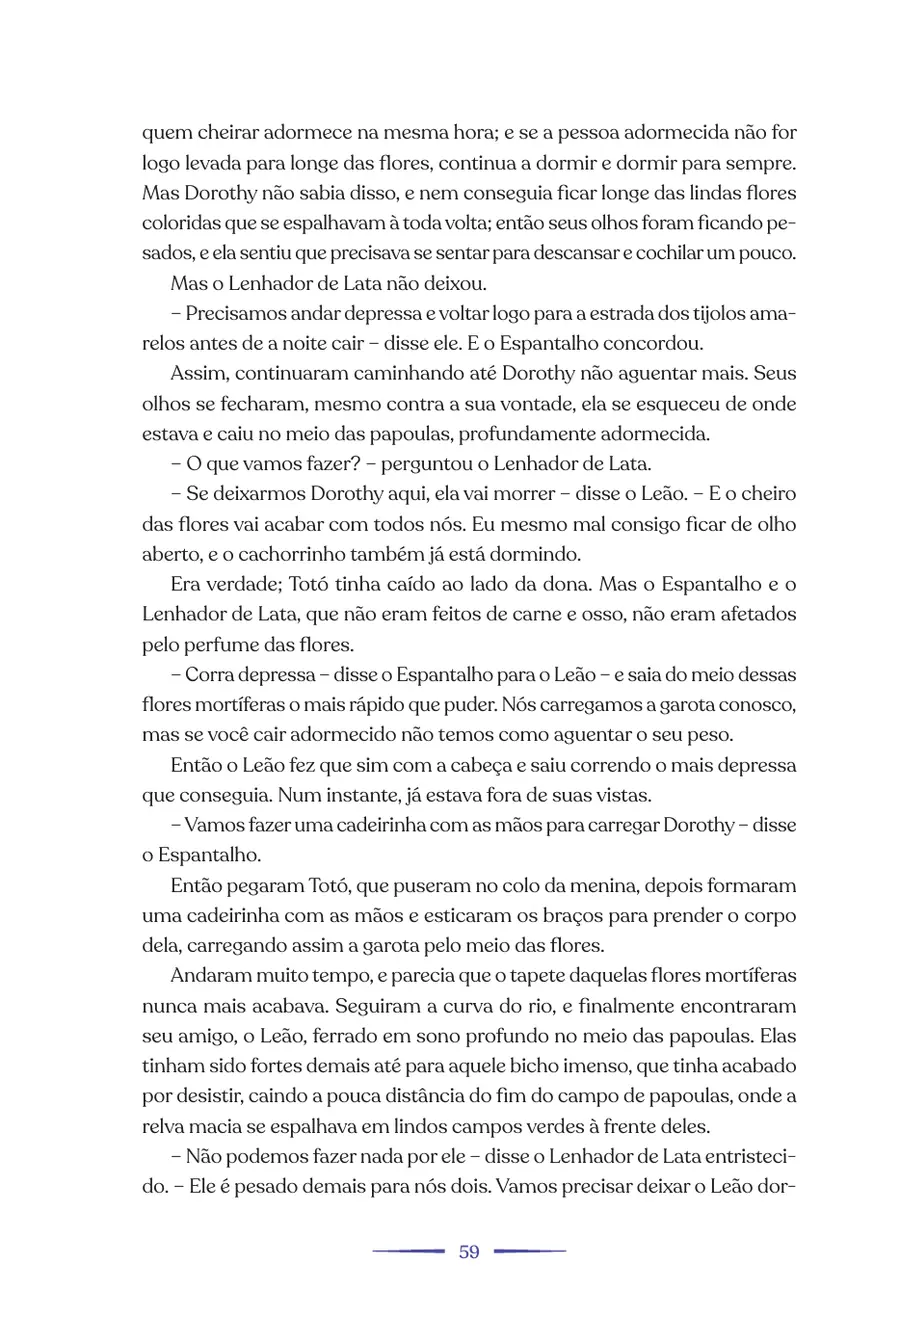 quem cheirar adormece na mesma hora; e se a pessoa adormecida não for
logo levada para longe das flores, continua a dormir e dormir para sempre.
Mas Dorothy não sabia disso, e nem conseguia ficar longe das lindas flores
coloridas que se espalhavam à toda volta; então seus olhos foram ficando pe-
sados, e ela sentiu que precisava se sentar para descansar e cochilar um pouco.
Mas o Lenhador de Lata não deixou.
– Precisamos andar depressa e voltar logo para a estrada dos tijolos ama-
relos antes de a noite cair – disse ele. E o Espantalho concordou.
Assim, continuaram caminhando até Dorothy não aguentar mais. Seus
olhos se fecharam, mesmo contra a sua vontade, ela se esqueceu de onde
estava e caiu no meio das papoulas, profundamente adormecida.
– O que vamos fazer? – perguntou o Lenhador de Lata.
– Se deixarmos Dorothy aqui, ela vai morrer – disse o Leão. – E o cheiro
das flores vai acabar com todos nós. Eu mesmo mal consigo ficar de olho
aberto, e o cachorrinho também já está dormindo.
Era verdade; Totó tinha caído ao lado da dona. Mas o Espantalho e o
Lenhador de Lata, que não eram feitos de carne e osso, não eram afetados
pelo perfume das flores.
– Corra depressa – disse o Espantalho para o Leão – e saia do meio dessas
flores mortíferas o mais rápido que puder. Nós carregamos a garota conosco,
mas se você cair adormecido não temos como aguentar o seu peso.
Então o Leão fez que sim com a cabeça e saiu correndo o mais depressa
que conseguia. Num instante, já estava fora de suas vistas.
– Vamos fazer uma cadeirinha com as mãos para carregar Dorothy – disse
o Espantalho.
Então pegaram Totó, que puseram no colo da menina, depois formaram
uma cadeirinha com as mãos e esticaram os braços para prender o corpo
dela, carregando assim a garota pelo meio das flores.
Andaram muito tempo, e parecia que o tapete daquelas flores mortíferas
nunca mais acabava. Seguiram a curva do rio, e finalmente encontraram
seu amigo, o Leão, ferrado em sono profundo no meio das papoulas. Elas
tinham sido fortes demais até para aquele bicho imenso, que tinha acabado
por desistir, caindo a pouca distância do fim do campo de papoulas, onde a
relva macia se espalhava em lindos campos verdes à frente deles.
– Não podemos fazer nada por ele – disse o Lenhador de Lata entristeci-
do. – Ele é pesado demais para nós dois. Vamos precisar deixar o Leão dor-
59